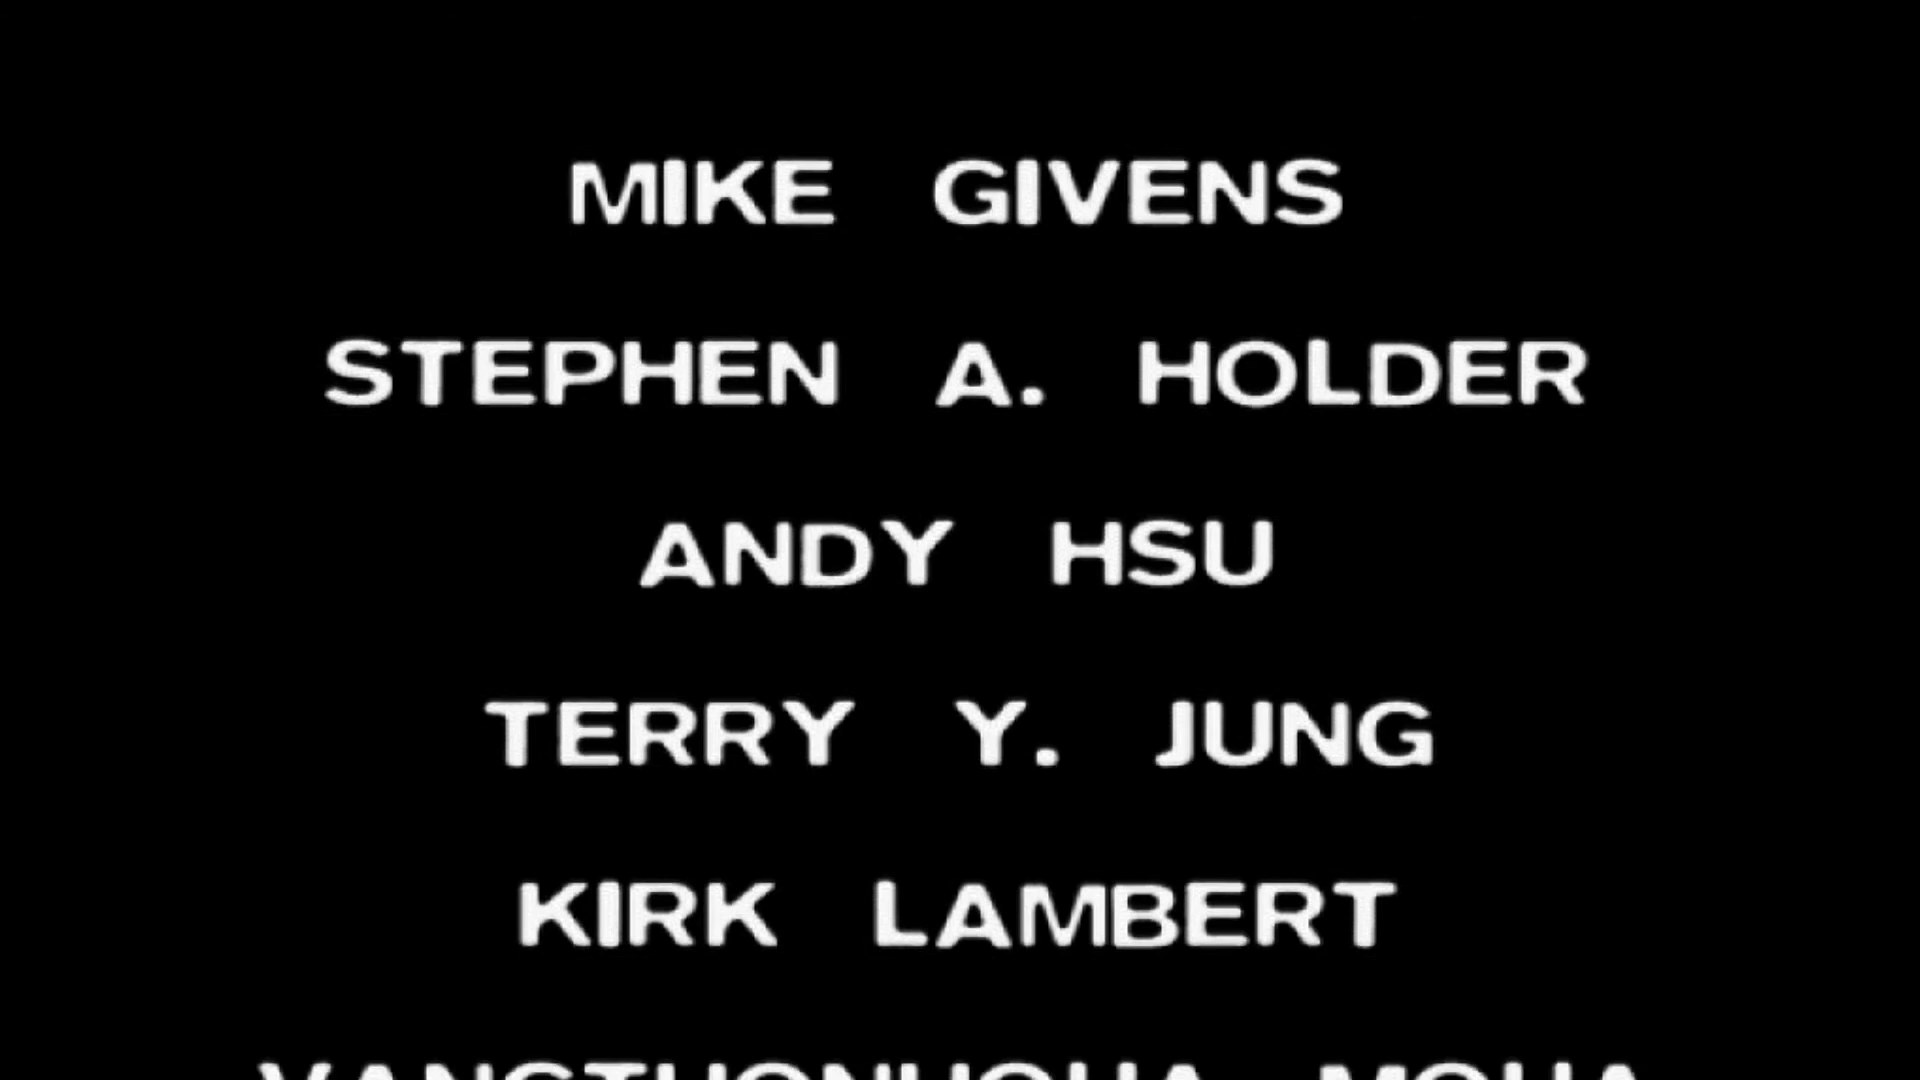 MIKE GIVENS
STEPHEN A. HOLDER
ANDY HSU
TERRY Y. JUNG
KIRK LAMBERT